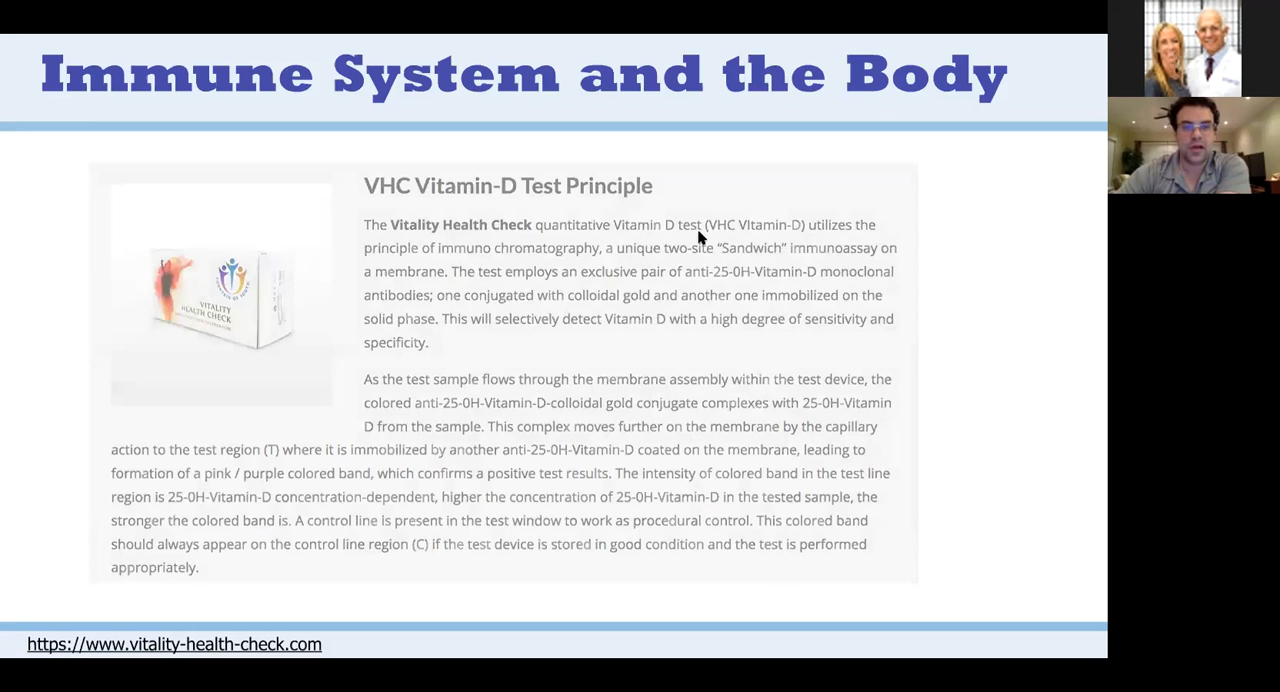 Immune System and the Body
VHC Vitamin-D Test Principle
The Vitality Health Check quantitative Vitamin D test (VHC VItamin-D) utilizes the
principle of immuno chromatography, a unique two-site “Sandwich” immunoassay on
a membrane. The test employs an exclusive pair of anti-25-0H-Vitamin-D monoclonal
antibodies; one conjugated with colloidal gold and another one immobilized on the
solid phase. This will selectively detect Vitamin D with a high degree of sensitivity and
specificity.
As the test sample flows through the membrane assembly within the test device, the
colored anti-25-0H-Vitamin-D-colloidal gold conjugate complexes with 25-0H-Vitamin
D from the sample. This complex moves further on the membrane by the capillary
action to the test region (T) where it is immobilized by another anti-25-0H-Vitamin-D coated on the membrane, leading to
formation of a pink / purple colored band, which confirms a positive test results. The intensity of colored band in the test line
region is 25-0H-Vitamin-D concentration-dependent, higher the concentration of 25-0H-Vitamin-D in the tested sample, the
stronger the colored band is. A control line is present in the test window to work as procedural control. This colored band
should always appear on the control line region (C) if the test device is stored in good condition and the test is performed
appropriately.
VITALITY
HEALTH CHECK
https://www.vitality-health-check.com